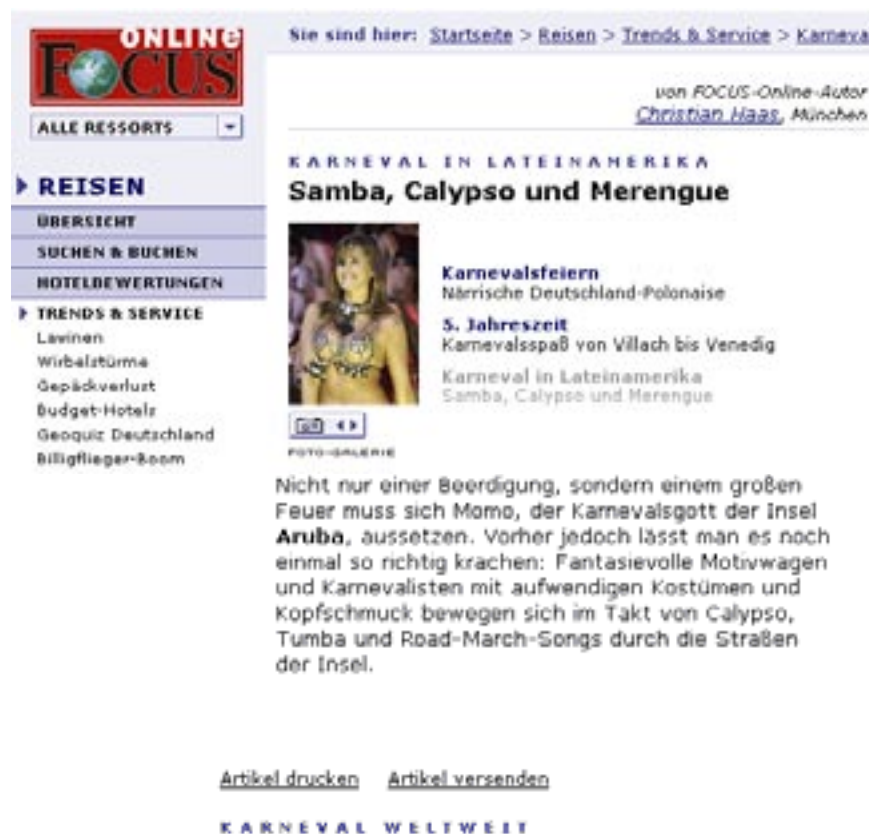 ONLINE
FOCUS
Sie sind hier: Startseite > Reisen > Trends & Service > Karneva
von FOCUS-Online-Autor
Christian Haas, München
ALLE RESSORTS
REISEN
ÜBERSICHT
SUCHEN & BUCHEN
HOTELBEWERTUNGEN
TRENDS & SERVICE
Lawinen
Wirbelstürme
Gepäckverlust
Budget-Hotels
Geoquiz Deutschland
Billigflieger-Boom
KARNEVAL IN LATEINAMERIKA
Samba, Calypso und Merengue
Karnevalsfeiern
Närrische Deutschland-Polonaise
5. Jahreszeit
Karnevalsspaß von Villach bis Venedig
Karneval in Lateinamerika
Samba, Calypso und Merengue
FOTO-GALERIE
Nicht nur einer Beerdigung, sondern einem großen
Feuer muss sich Momo, der Karnevalsgott der Insel
Aruba, aussetzen. Vorher jedoch lässt man es noch
einmal so richtig krachen: Fantasievolle Motivwagen
und Karnevalisten mit aufwendigen Kostümen und
Kopfschmuck bewegen sich im Takt von Calypso,
Tumba und Road-March-Songs durch die Straßen
der Insel.
Artikel drucken Artikel versenden
KARNEVAL WELTWEIT